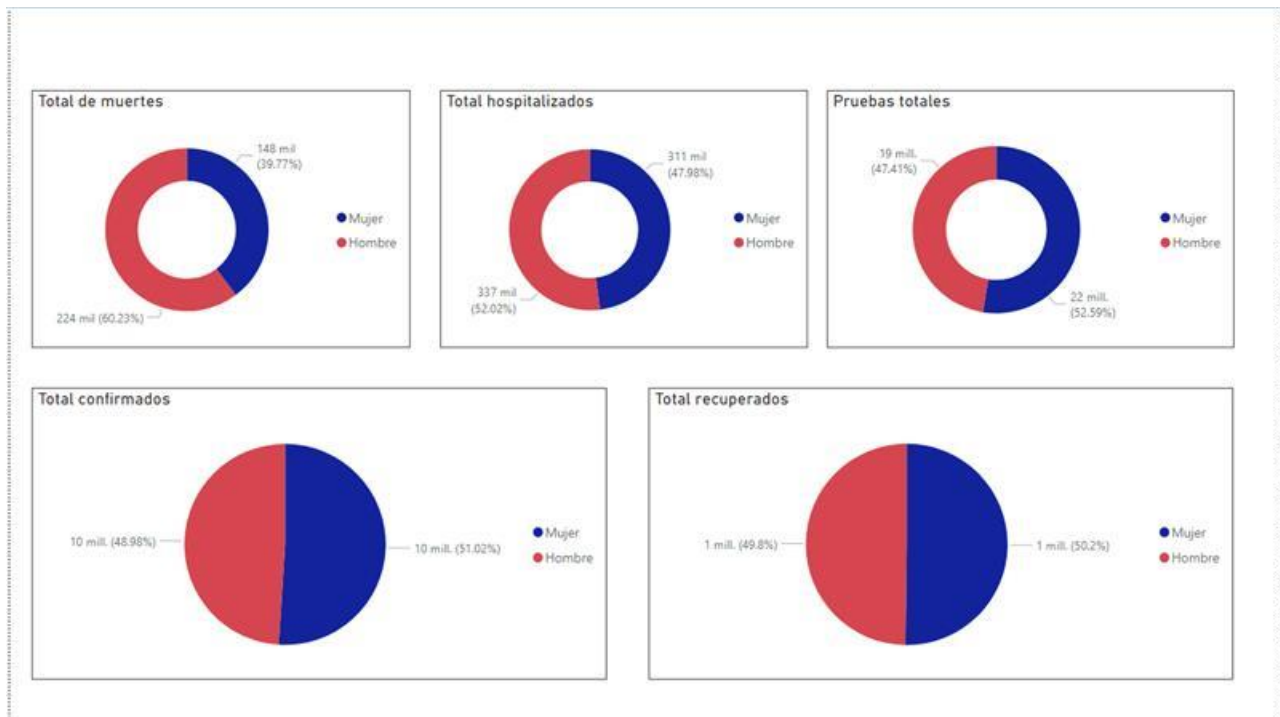 Total de muertes
148 mil
(39.77%)
Mujer
Hombre
224 mil (60.23%)
Total hospitalizados
311 mil
(47.98%)
Mujer
Hombre
337 mil
(52.02%)
Pruebas totales
19 mill.
(47.41%)
Mujer
Hombre
22 mill.
(52.59%)
Total confirmados
10 mill. (48.98%)
10 mill. (51.02%)
Mujer
Hombre
Total recuperados
1 mill. (49.8%)
1 mill. (50.2%)
Mujer
Hombre